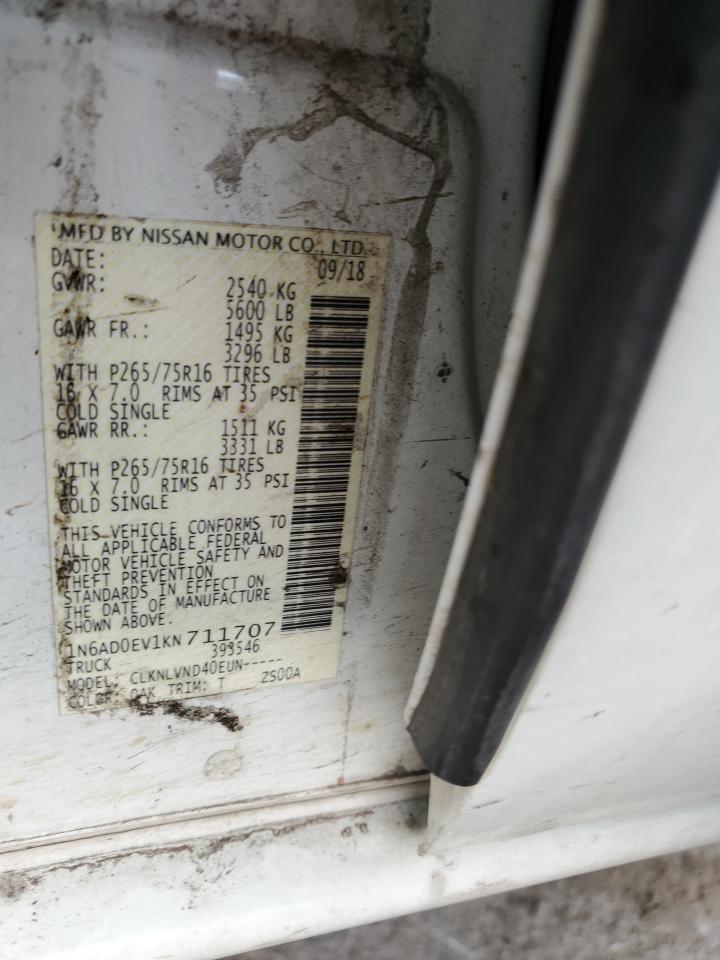 MFD BY NISSAN MOTOR CO., LTD.
DATE: 09/18
GVWR: 2540 KG
5600 LB
GAWR FR.: 1495 KG
3296 LB
WITH P265/75R16 TIRES
16 X 7.0 RIMS AT 35 PSI
COLD SINGLE
GAWR RR.: 1511 KG
3331 LB
WITH P265/75R16 TIRES
16 X 7.0 RIMS AT 35 PSI
COLD SINGLE
THIS VEHICLE CONFORMS TO
ALL APPLICABLE FEDERAL
MOTOR VEHICLE SAFETY AND
THEFT PREVENTION
STANDARDS IN EFFECT ON
THE DATE OF MANUFACTURE
SHOWN ABOVE.
1N6AD0EV1KN711707
TRUCK 393546
MODEL: CLKNLVND40EUN-----
COLOR: QAK TRIM: T ZS00A